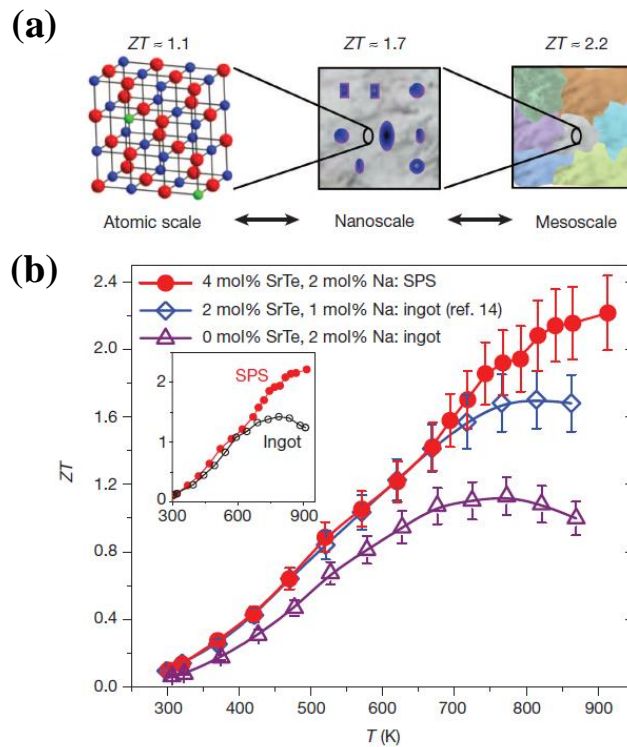 (a)
ZT ≈ 1.1
ZT ≈ 1.7
ZT ≈ 2.2
Atomic scale
Nanoscale
Mesoscale
(b)
4 mol% SrTe, 2 mol% Na: SPS
2 mol% SrTe, 1 mol% Na: ingot (ref. 14)
0 mol% SrTe, 2 mol% Na: ingot
2.4
2.0
1.6
1.2
0.8
0.4
0.0
ZT
2
1
0
SPS
Ingot
300 600 900
300 400 500 600 700 800 900
T (K)